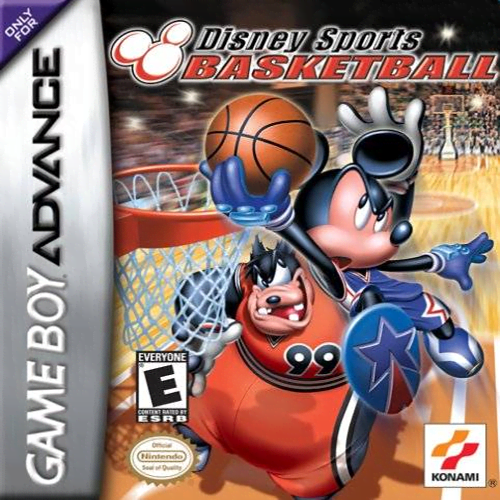 ONLY
FOR
GAME BOY ADVANCE
Disney Sports
BASKETBALL
99
EVERYONE
E
CONTENT RATED BY
ESRB
Official
Nintendo
Seal of Quality
KONAMI